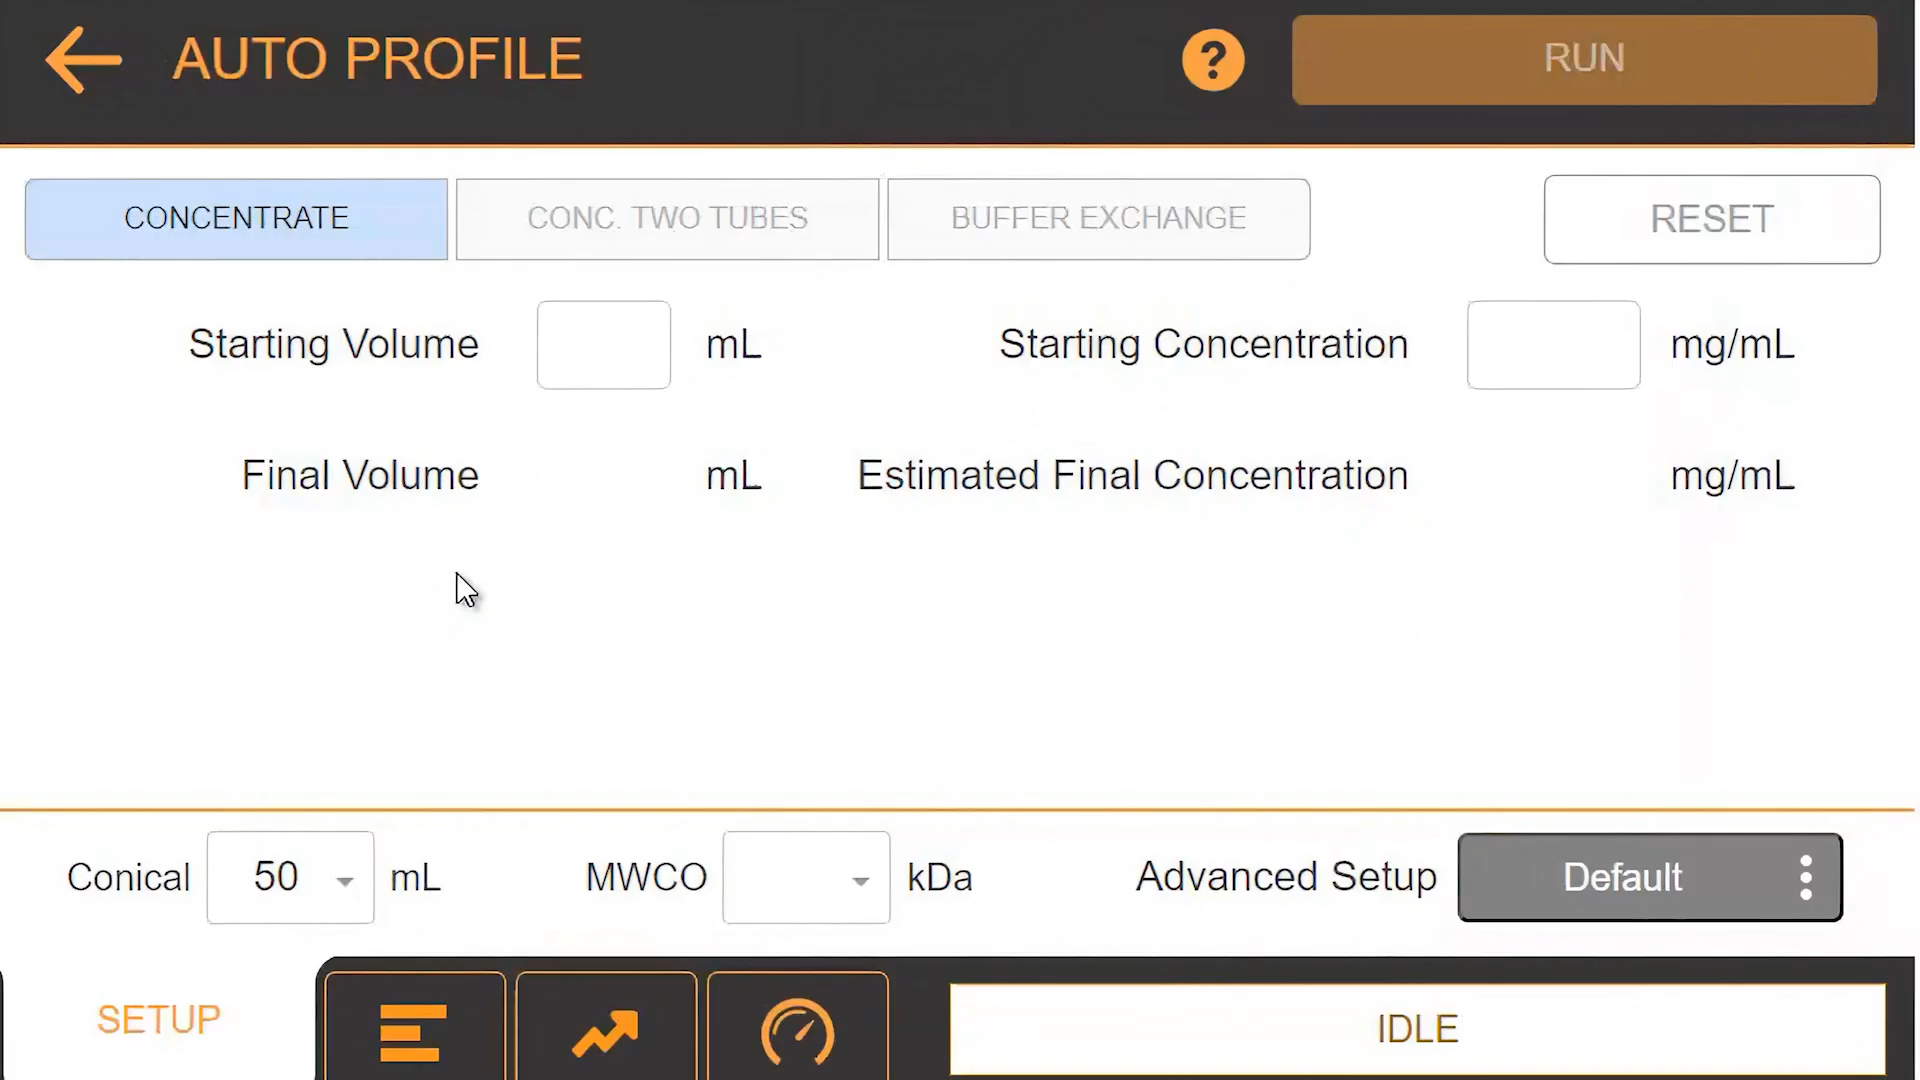 AUTO PROFILE
?
RUN
CONCENTRATE
CONC. TWO TUBES
BUFFER EXCHANGE
RESET
Starting Volume mL
Starting Concentration mg/mL
Final Volume mL
Estimated Final Concentration mg/mL
Conical 50 mL
MWCO kDa
Advanced Setup Default
SETUP
IDLE